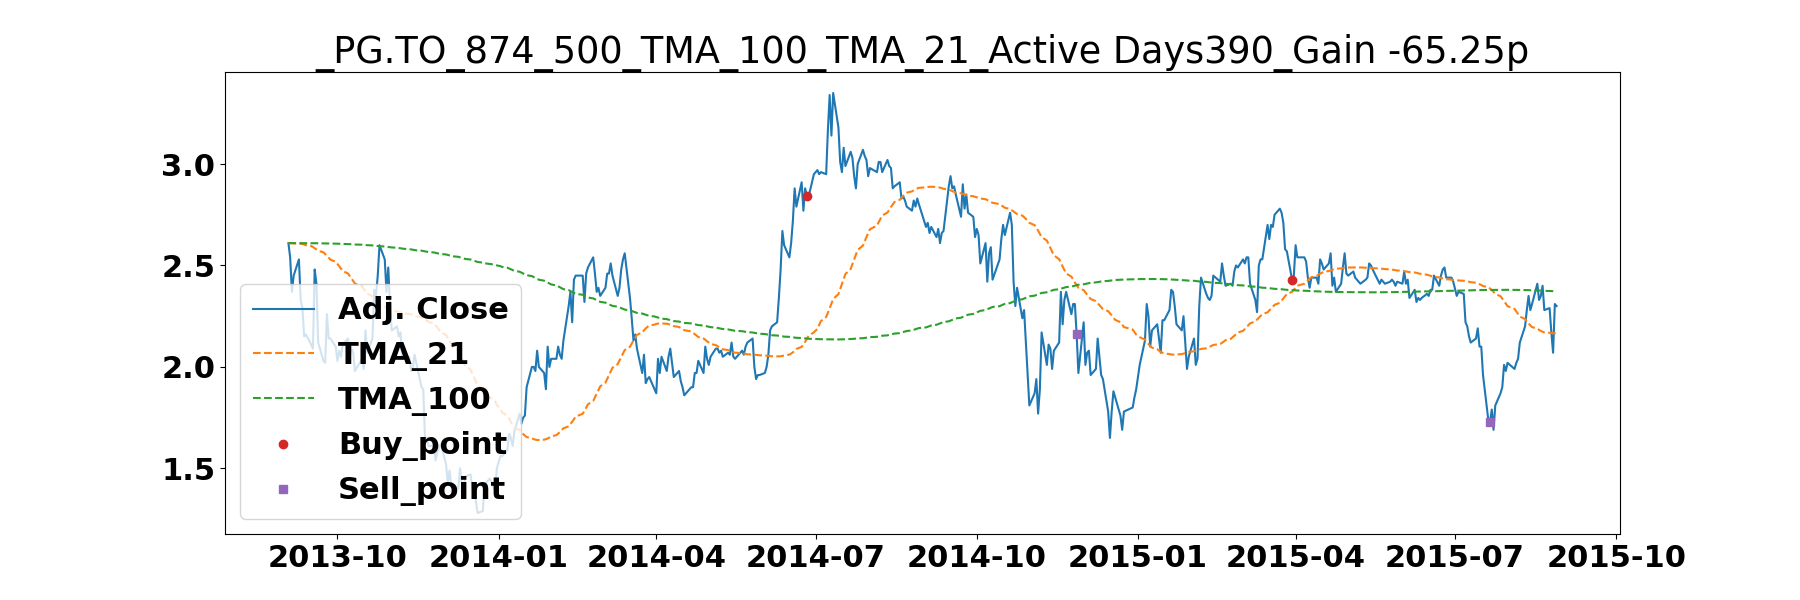 _PG.TO_874_500_TMA_100_TMA_21_Active Days390_Gain -65.25p
3.0
2.5
2.0
1.5
Adj. Close
TMA_21
TMA_100
Buy_point
Sell_point
2013-10 2014-01 2014-04 2014-07 2014-10 2015-01 2015-04 2015-07 2015-10